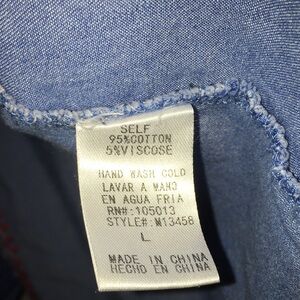 SELF
95%COTTON
5%VISCOSE
HAND WASH COLD
LAVAR A MANO
EN AGUA FRIA
RN#:105013
STYLE#:M13458
L
MADE IN CHINA
HECHO EN CHINA